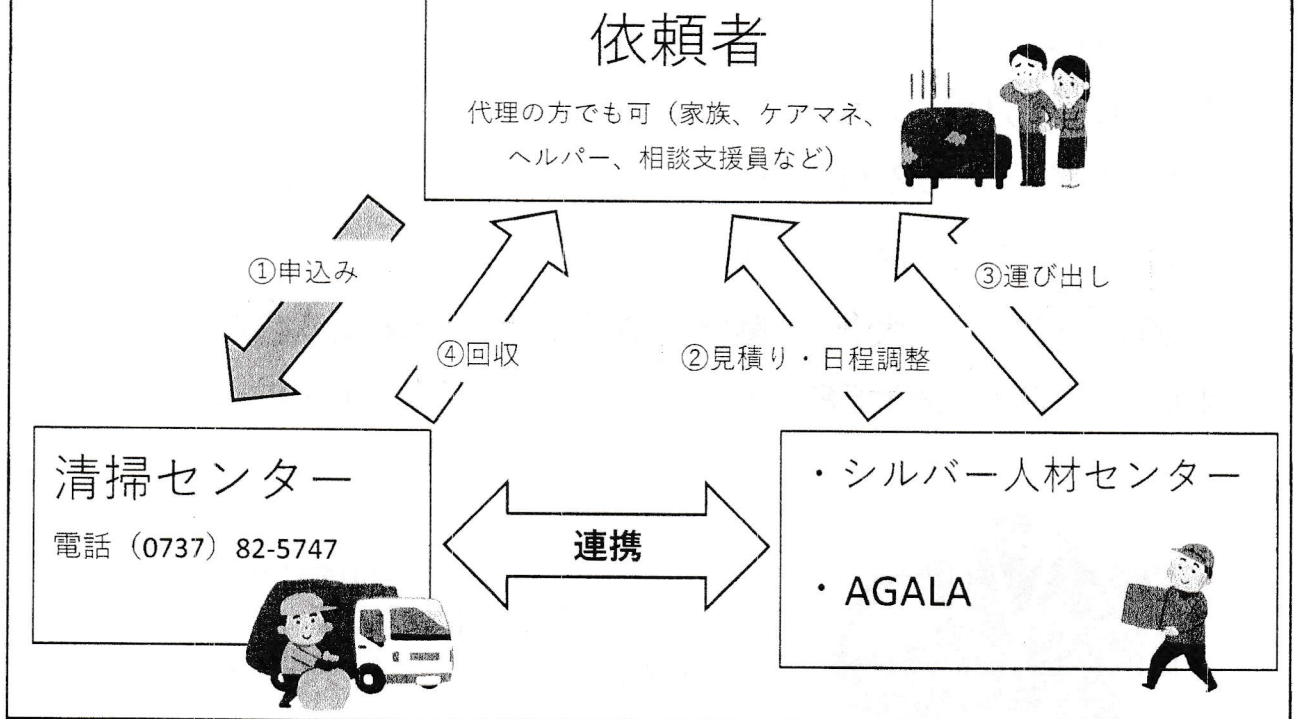 依頼者
代理の方でも可（家族、ケアマネ、
ヘルパー、相談支援員など）
①申込み
④回収
②見積り・日程調整
③運び出し
清掃センター
電話（0737）82-5747
連携
・シルバー人材センター
・AGALA